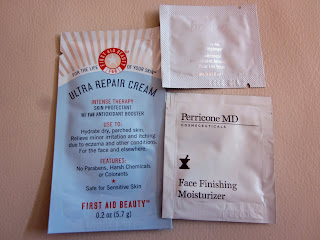 FIRST AID BEAUTY
FOR THE LIFE OF YOUR SKIN™
ULTRA REPAIR CREAM
INTENSE THERAPY
SKIN PROTECTANT
W/ FAB ANTIOXIDANT BOOSTER
USE TO:
Hydrate dry, parched skin.
Relieve minor irritation and itching
due to eczema and other conditions.
For the face and elsewhere.
FEATURES:
No Parabens, Harsh Chemicals
or Colorants
Safe for Sensitive Skin
FIRST AID BEAUTY™
0.2 oz (5.7 g)
Perricone MD
COSMECEUTICALS
Face Finishing
Moisturizer